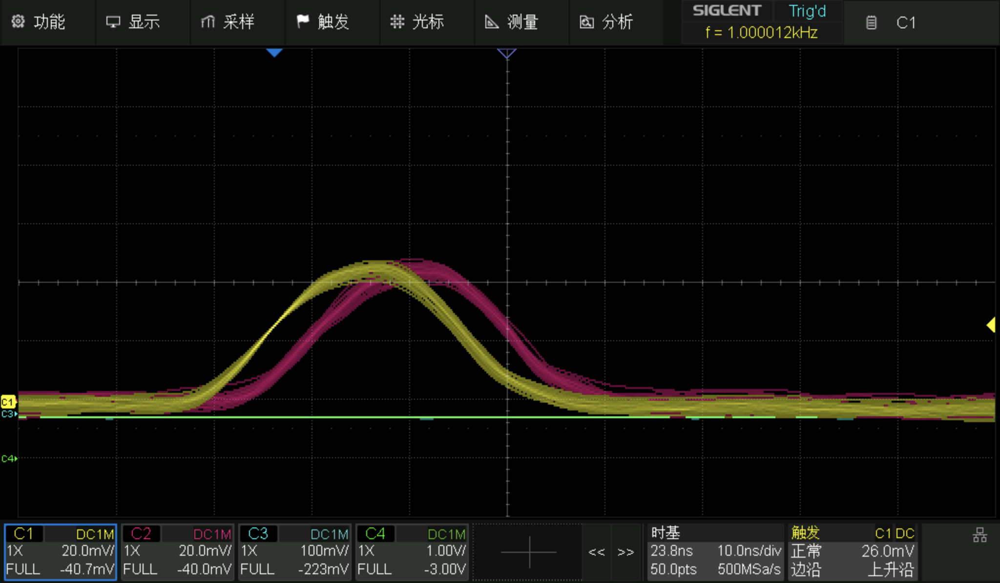 功能 显示 采样 触发 光标 测量 分析
SIGLENT Trig'd
f = 1.000012kHz
C1
C1
C3
C4
C1 DC1M
1X 20.0mV/
FULL -40.7mV
C2 DC1M
1X 20.0mV/
FULL -40.0mV
C3 DC1M
1X 100mV/
FULL -223mV
C4 DC1M
1X 1.00V/
FULL -3.00V
<< >>
时基
23.8ns 10.0ns/div
50.0pts 500MSa/s
触发 C1 DC
正常 26.0mV
边沿 上升沿